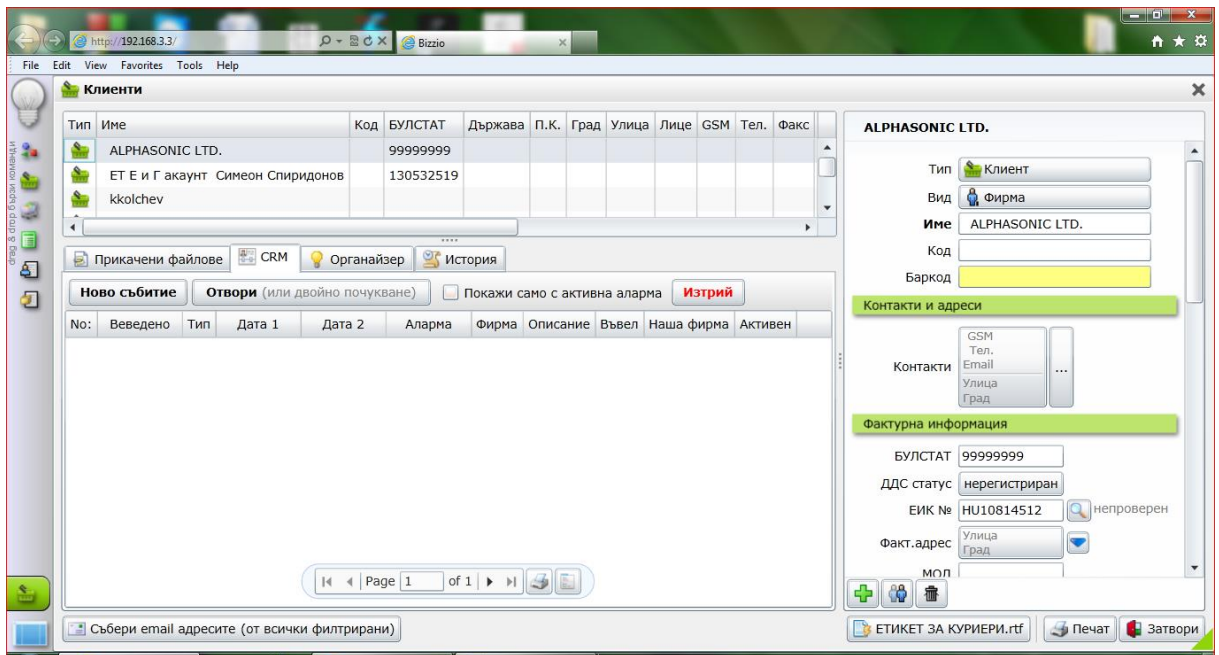 http://192.168.3.3/
Bizzio
File Edit View Favorites Tools Help
Клиенти
drag & drop бързи команди
Тип Име Код БУЛСТАТ Държава П.К. Град Улица Лице GSM Тел. Факс
ALPHASONIC LTD. 99999999
ЕТ Е и Г акаунт Симеон Спиридонов 130532519
kkolchev
Прикачени файлове CRM Органайзер История
Ново събитие Отвори (или двойно почукване) Покажи само с активна аларма Изтрий
No: Веведено Тип Дата 1 Дата 2 Аларма Фирма Описание Въвел Наша фирма Активен
Page 1 of 1
Събери email адресите (от всички филтрирани)
ALPHASONIC LTD.
Тип Клиент
Вид Фирма
Име ALPHASONIC LTD.
Код
Баркод
Контакти и адреси
GSM
Тел.
Контакти Email ...
Улица
Град
Фактурна информация
БУЛСТАТ 99999999
ДДС статус нерегистриран
ЕИК № HU10814512 непроверен
Факт.адрес Улица
Град
МОЛ
ЕТИКЕТ ЗА КУРИЕРИ.rtf Печат Затвори